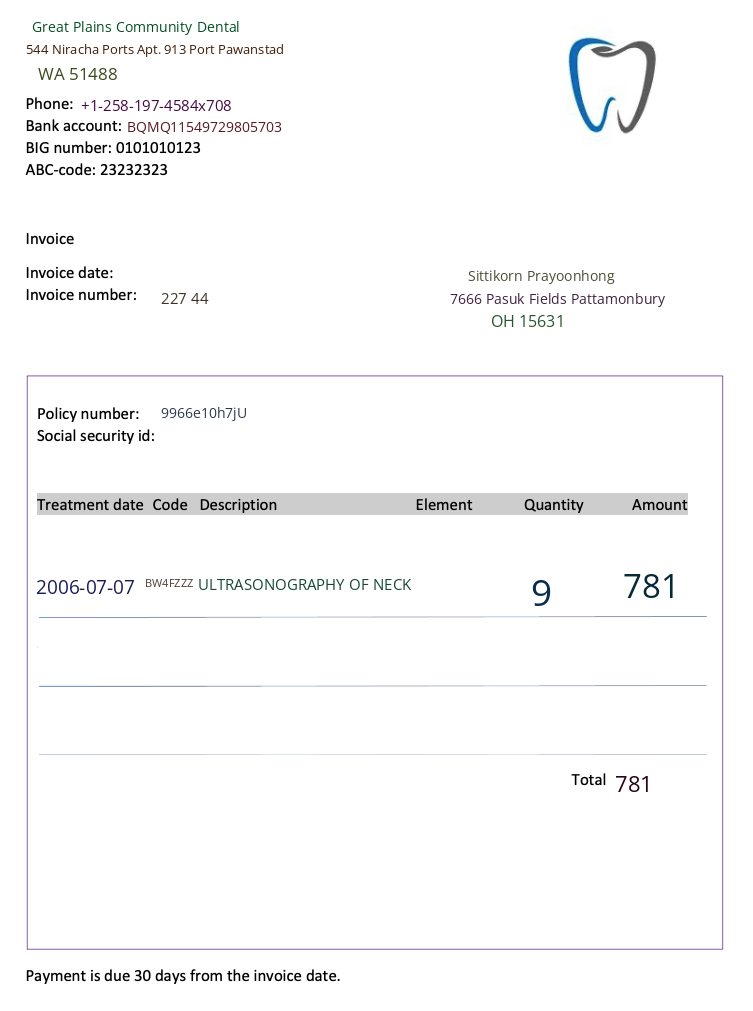 Great Plains Community Dental
544 Niracha Ports Apt. 913 Port Pawanstad
WA 51488
Phone: +1-258-197-4584x708
Bank account: BQMQ11549729805703
BIG number: 0101010123
ABC-code: 23232323
Invoice
Invoice date:
Invoice number: 227 44
Sittikorn Prayoonhong
7666 Pasuk Fields Pattamonbury
OH 15631
Policy number: 9966e10h7jU
Social security id:
Treatment date Code Description Element Quantity Amount
2006-07-07 BW4FZZZ ULTRASONOGRAPHY OF NECK 9 781
Total 781
Payment is due 30 days from the invoice date.